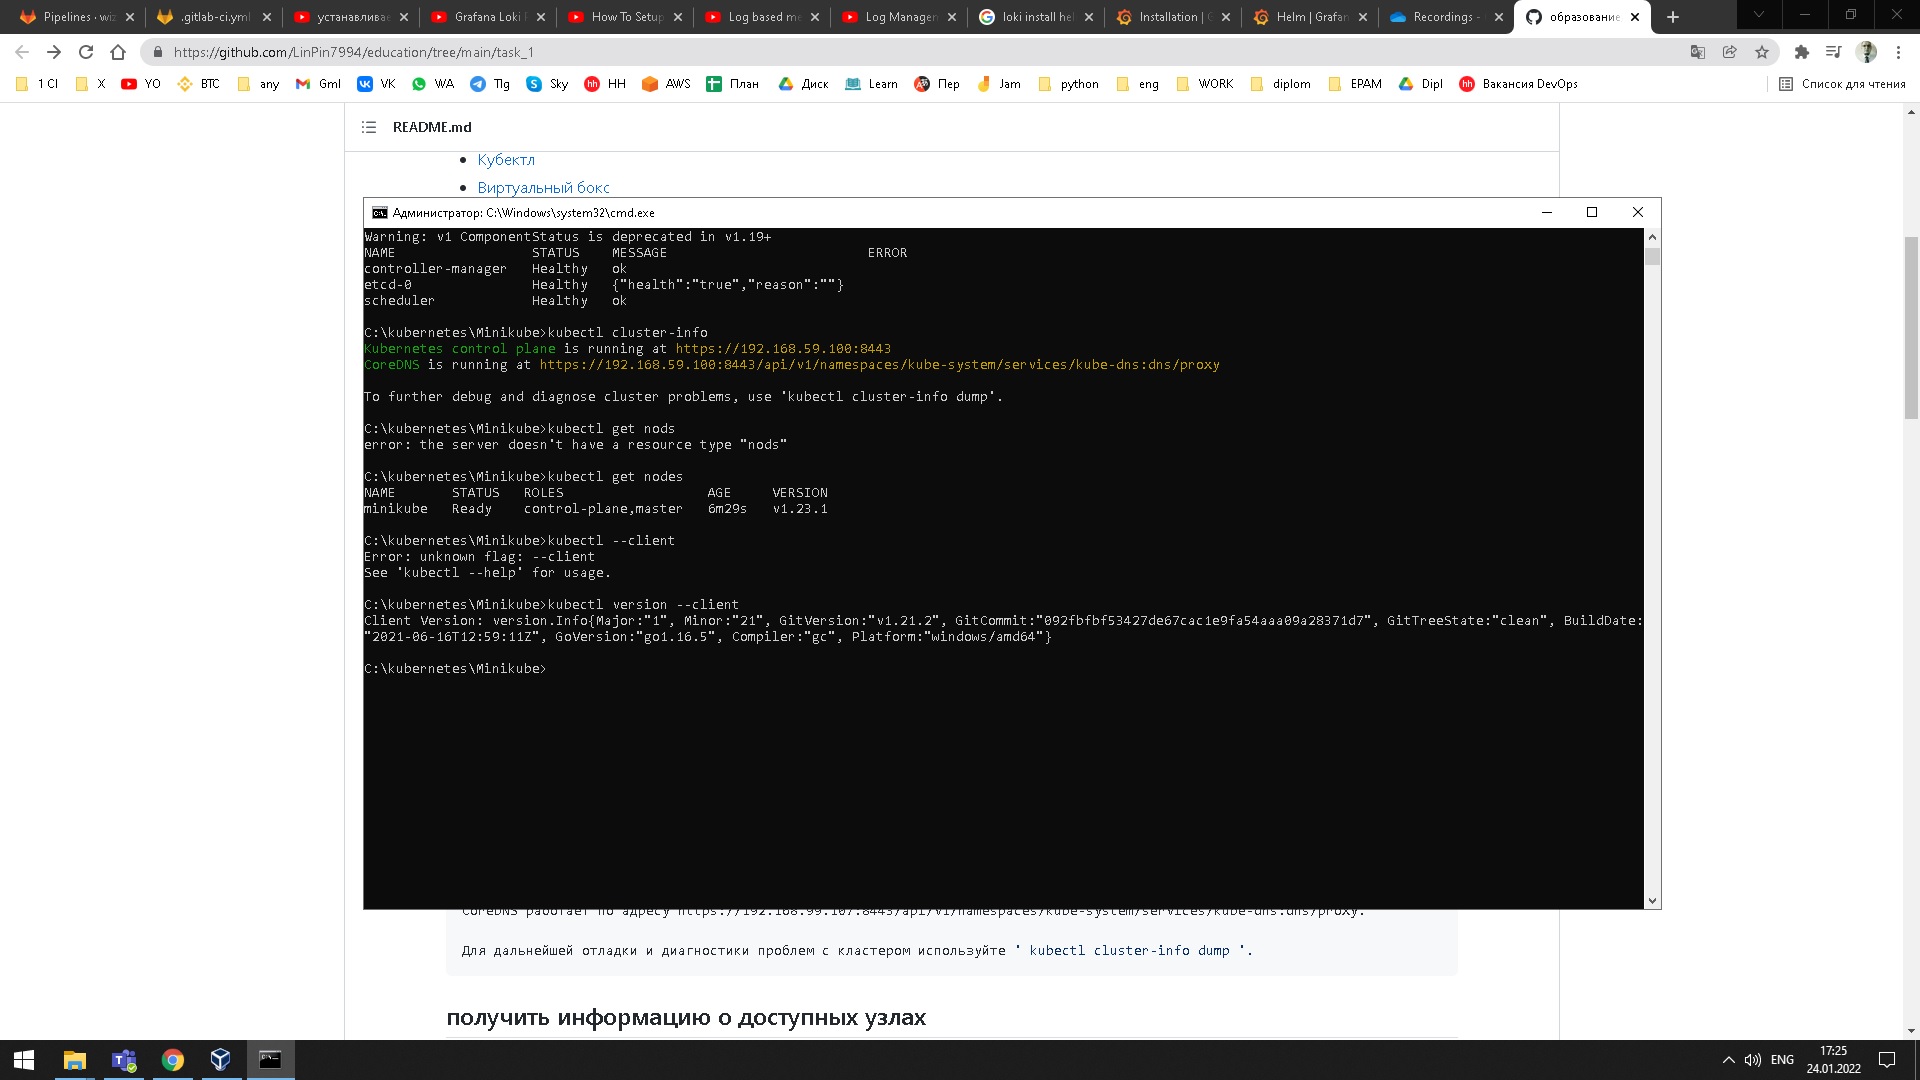 Pipelines · wiz
.gitlab-ci.yml
устанавливае
Grafana Loki
How To Setup
Log based me
Log Managen
loki install hel
Installation | G
Helm | Grafan
Recordings -
образование
https://github.com/LinPin7994/education/tree/main/task_1
1 CI
X
YO
BTC
any
Gml
VK
WA
Tlg
Sky
HH
AWS
План
Диск
Learn
Пер
Jam
python
eng
WORK
diplom
EPAM
Dipl
Вакансия DevOps
Список для чтения
README.md
Кубектл
Виртуальный бокс
Администратор: C:\Windows\system32\cmd.exe
Warning: v1 ComponentStatus is deprecated in v1.19+
NAME STATUS MESSAGE ERROR
controller-manager Healthy ok
etcd-0 Healthy {"health":"true","reason":""}
scheduler Healthy ok
C:\kubernetes\Minikube>kubectl cluster-info
Kubernetes control plane is running at https://192.168.59.100:8443
CoreDNS is running at https://192.168.59.100:8443/api/v1/namespaces/kube-system/services/kube-dns:dns/proxy
To further debug and diagnose cluster problems, use 'kubectl cluster-info dump'.
C:\kubernetes\Minikube>kubectl get nods
error: the server doesn't have a resource type "nods"
C:\kubernetes\Minikube>kubectl get nodes
NAME STATUS ROLES AGE VERSION
minikube Ready control-plane,master 6m29s v1.23.1
C:\kubernetes\Minikube>kubectl --client
Error: unknown flag: --client
See 'kubectl --help' for usage.
C:\kubernetes\Minikube>kubectl version --client
Client Version: version.Info{Major:"1", Minor:"21", GitVersion:"v1.21.2", GitCommit:"092fbfbf53427de67cac1e9fa54aaa09a28371d7", GitTreeState:"clean", BuildDate:
"2021-06-16T12:59:11Z", GoVersion:"go1.16.5", Compiler:"gc", Platform:"windows/amd64"}
C:\kubernetes\Minikube>
CoreDNS работает по адресу https://192.168.99.107:8443/api/v1/namespaces/kube-system/services/kube-dns:dns/proxy.
Для дальнейшей отладки и диагностики проблем с кластером используйте ' kubectl cluster-info dump '.
получить информацию о доступных узлах
ENG
17:25
24.01.2022